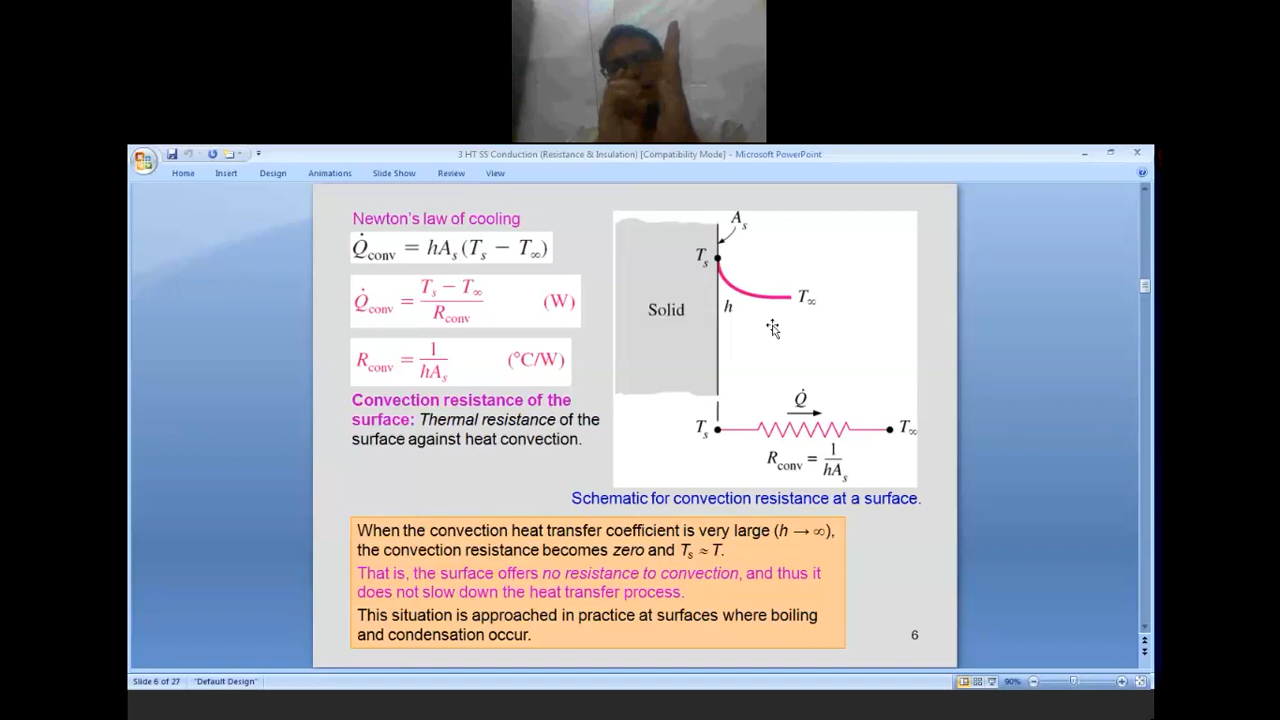 3 HT SS Conduction (Resistance & Insulation) [Compatibility Mode] - Microsoft PowerPoint
Home Insert Design Animations Slide Show Review View
Newton's law of cooling
Q̇conv = hAs (Ts − T∞)
Q̇conv = (Ts − T∞) / Rconv (W)
Rconv = 1 / hAs (°C/W)
Convection resistance of the
surface: Thermal resistance of the
surface against heat convection.
As
Ts
Solid
h
T∞
Q̇
Ts
T∞
Rconv = 1 / hAs
Schematic for convection resistance at a surface.
When the convection heat transfer coefficient is very large (h → ∞),
the convection resistance becomes zero and Ts ≈ T.
That is, the surface offers no resistance to convection, and thus it
does not slow down the heat transfer process.
This situation is approached in practice at surfaces where boiling
and condensation occur.
6
Slide 6 of 27 "Default Design" 90%